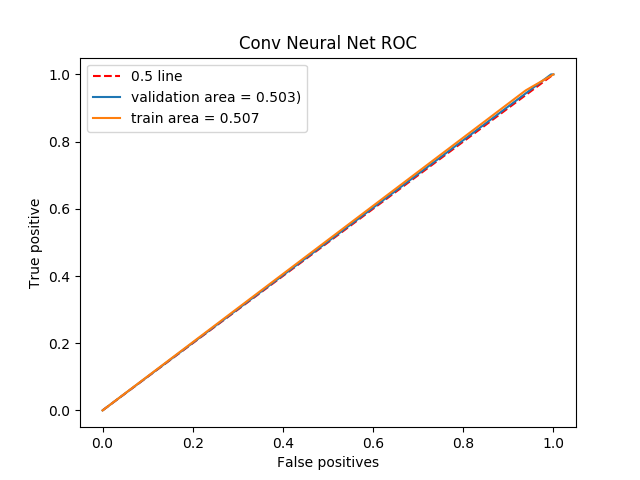 Conv Neural Net ROC
0.5 line
validation area = 0.503)
train area = 0.507
True positive
1.0
0.8
0.6
0.4
0.2
0.0
0.0 0.2 0.4 0.6 0.8 1.0
False positives